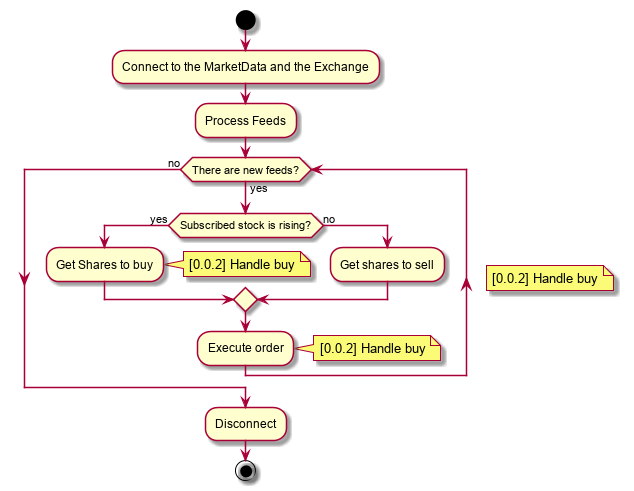 Connect to the MarketData and the Exchange
Process Feeds
no
There are new feeds?
yes
yes
Subscribed stock is rising?
no
Get Shares to buy
[0.0.2] Handle buy
Get shares to sell
[0.0.2] Handle buy
Execute order
[0.0.2] Handle buy
Disconnect